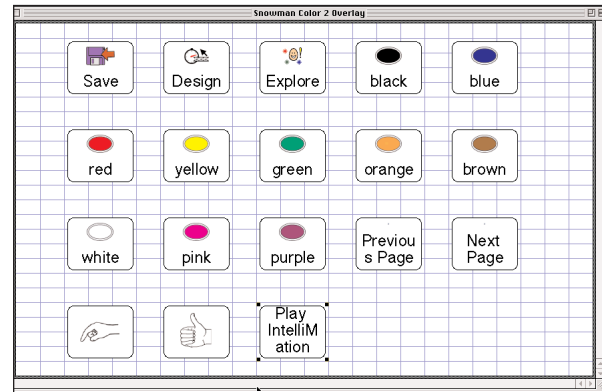 Snowman Color 2 Overlay
Save
Design
Explore
black
blue
red
yellow
green
orange
brown
white
pink
purple
Previou
s Page
Next
Page
Play
IntelliM
ation